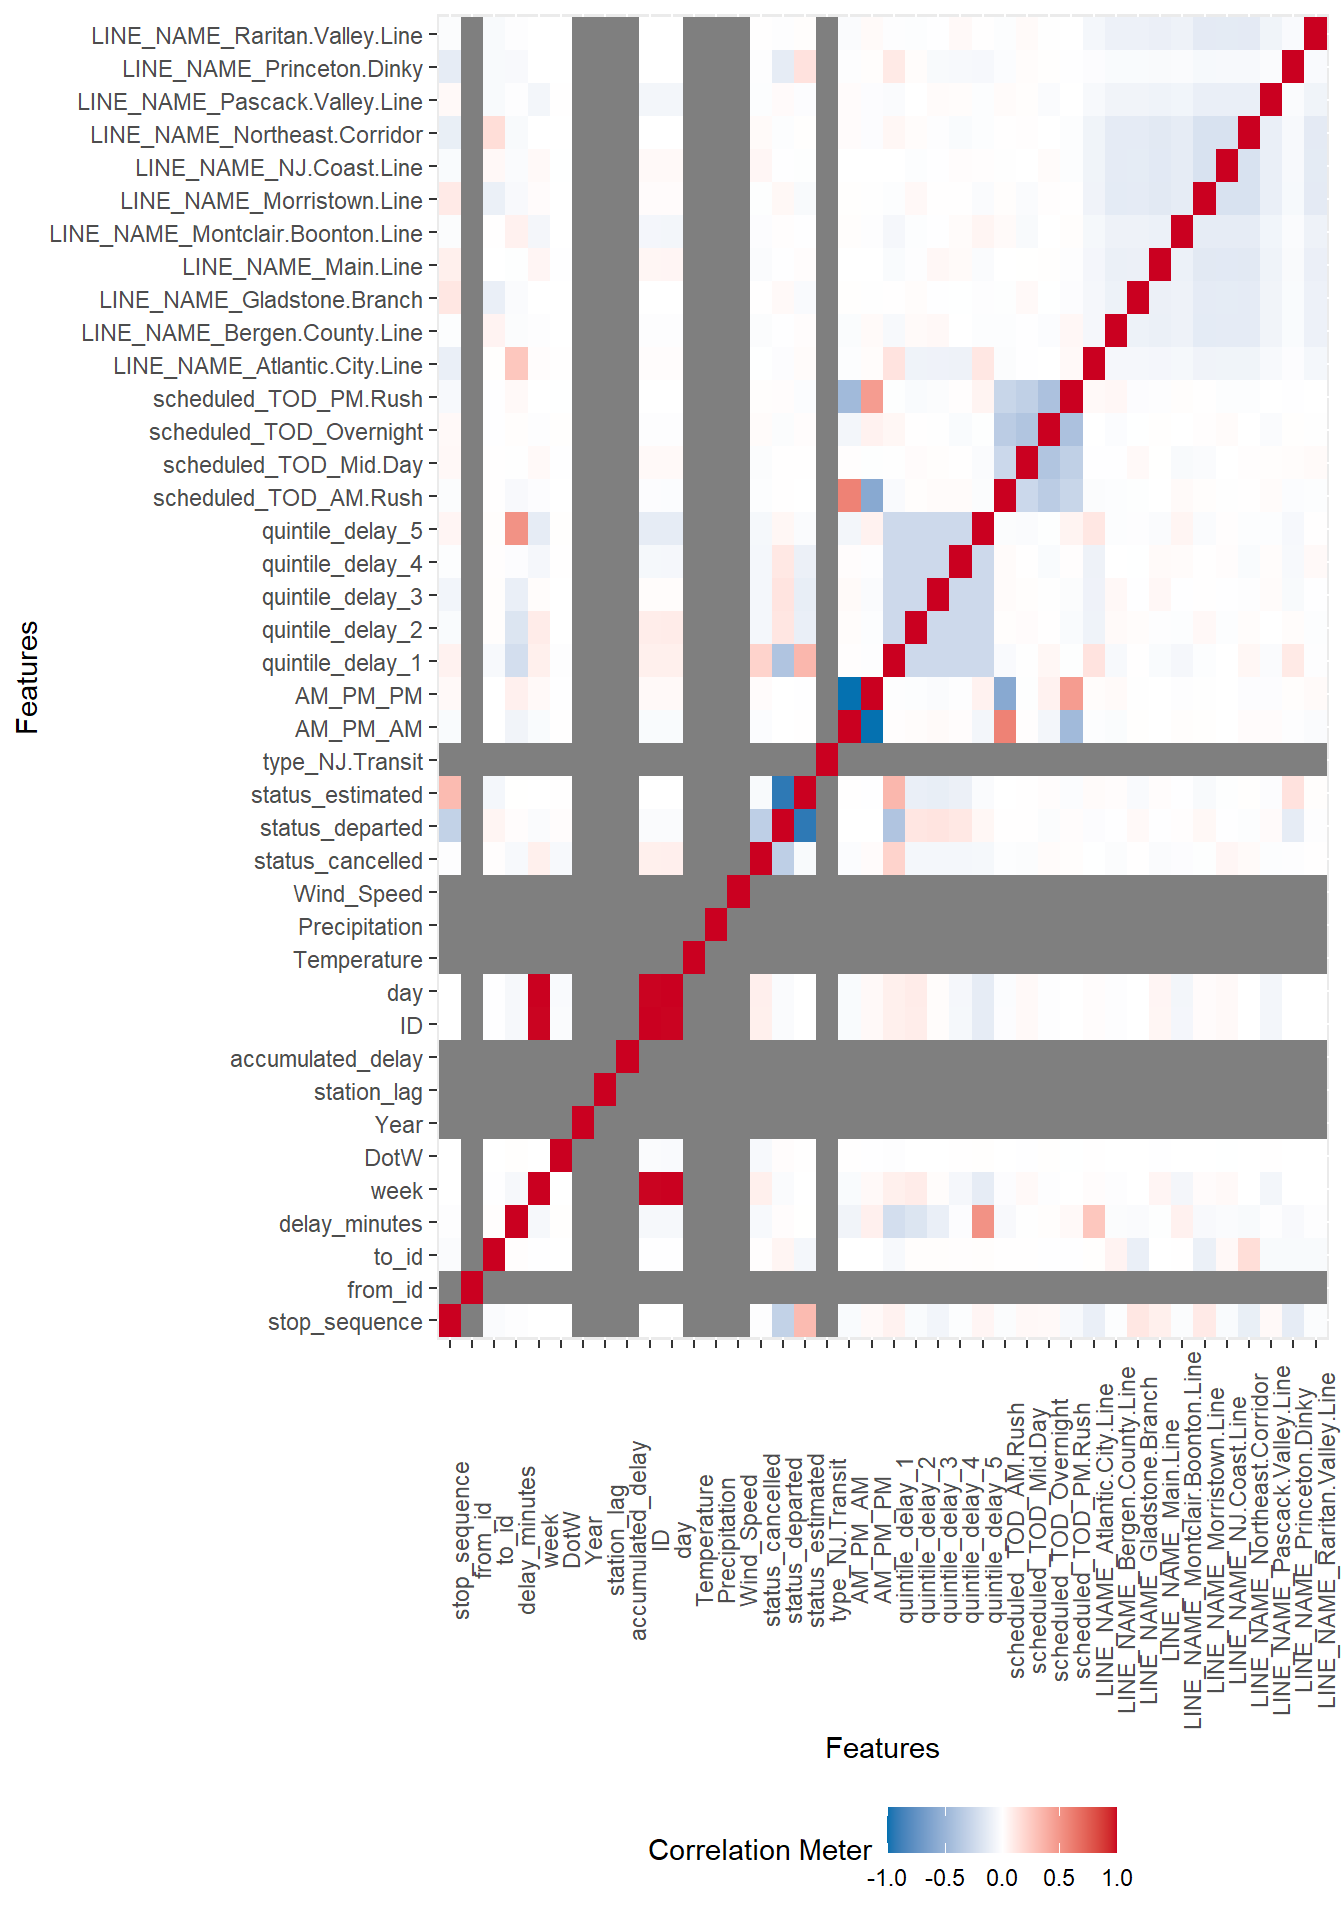 LINE_NAME_Raritan.Valley.Line
LINE_NAME_Princeton.Dinky
LINE_NAME_Pascack.Valley.Line
LINE_NAME_Northeast.Corridor
LINE_NAME_NJ.Coast.Line
LINE_NAME_Morristown.Line
LINE_NAME_Montclair.Boonton.Line
LINE_NAME_Main.Line
LINE_NAME_Gladstone.Branch
LINE_NAME_Bergen.County.Line
LINE_NAME_Atlantic.City.Line
scheduled_TOD_PM.Rush
scheduled_TOD_Overnight
scheduled_TOD_Mid.Day
scheduled_TOD_AM.Rush
quintile_delay_5
quintile_delay_4
quintile_delay_3
quintile_delay_2
quintile_delay_1
AM_PM_PM
AM_PM_AM
type_NJ.Transit
status_estimated
status_departed
status_cancelled
Wind_Speed
Precipitation
Temperature
day
ID
accumulated_delay
station_lag
Year
DotW
week
delay_minutes
to_id
from_id
stop_sequence
Features
stop_sequence
from_id
to_id
delay_minutes
week
DotW
Year
station_lag
accumulated_delay
ID
day
Temperature
Precipitation
Wind_Speed
status_cancelled
status_departed
status_estimated
type_NJ.Transit
AM_PM_AM
AM_PM_PM
quintile_delay_1
quintile_delay_2
quintile_delay_3
quintile_delay_4
quintile_delay_5
scheduled_TOD_AM.Rush
scheduled_TOD_Mid.Day
scheduled_TOD_Overnight
scheduled_TOD_PM.Rush
LINE_NAME_Atlantic.City.Line
LINE_NAME_Bergen.County.Line
LINE_NAME_Gladstone.Branch
LINE_NAME_Main.Line
LINE_NAME_Montclair.Boonton.Line
LINE_NAME_Morristown.Line
LINE_NAME_NJ.Coast.Line
LINE_NAME_Northeast.Corridor
LINE_NAME_Pascack.Valley.Line
LINE_NAME_Princeton.Dinky
LINE_NAME_Raritan.Valley.Line
Features
Correlation Meter
-1.0 -0.5 0.0 0.5 1.0